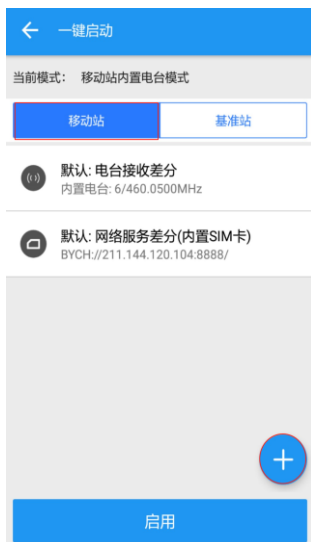 一键启动
当前模式： 移动站内置电台模式
移动站 基准站
默认: 电台接收差分
内置电台: 6/460.0500MHz
默认: 网络服务差分(内置SIM卡)
BYCH://211.144.120.104:8888/
启用